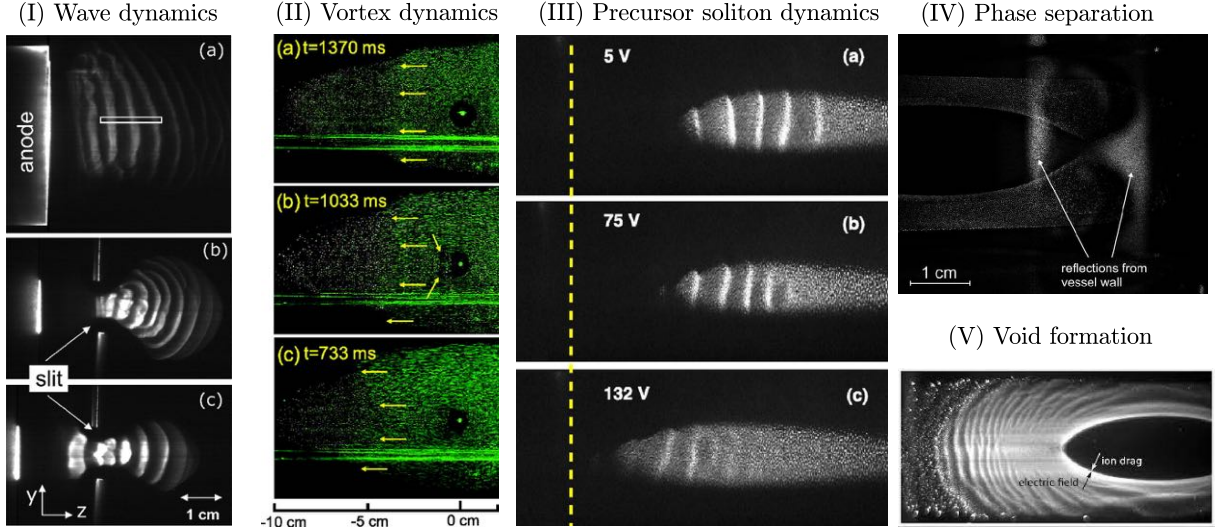 (I) Wave dynamics
(a)
anode
(b)
slit
(c)
y
z
1 cm
(II) Vortex dynamics
(a) t=1370 ms
(b) t=1033 ms
(c) t=733 ms
-10 cm
-5 cm
0 cm
(III) Precursor soliton dynamics
5 V
(a)
75 V
(b)
132 V
(c)
(IV) Phase separation
1 cm
reflections from
vessel wall
(V) Void formation
ion drag
electric field